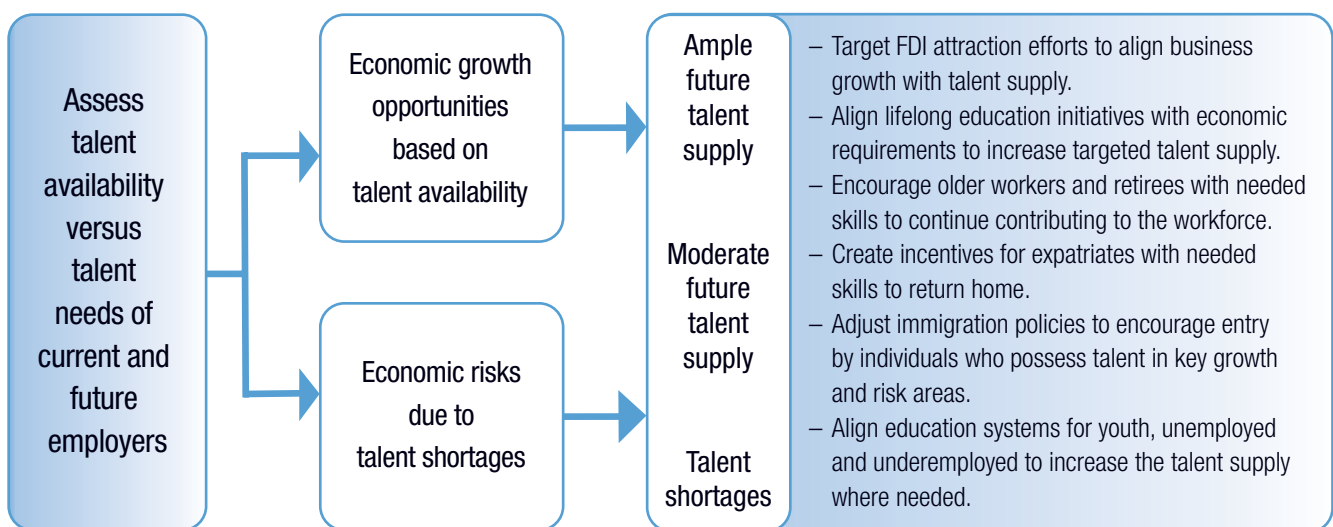 Assess
talent
availability
versus
talent
needs of
current and
future
employers
Economic growth
opportunities
based on
talent availability
Economic risks
due to
talent shortages
Ample
future
talent
supply
Moderate
future
talent
supply
Talent
shortages
– Target FDI attraction efforts to align business
growth with talent supply.
– Align lifelong education initiatives with economic
requirements to increase targeted talent supply.
– Encourage older workers and retirees with needed
skills to continue contributing to the workforce.
– Create incentives for expatriates with needed
skills to return home.
– Adjust immigration policies to encourage entry
by individuals who possess talent in key growth
and risk areas.
– Align education systems for youth, unemployed
and underemployed to increase the talent supply
where needed.